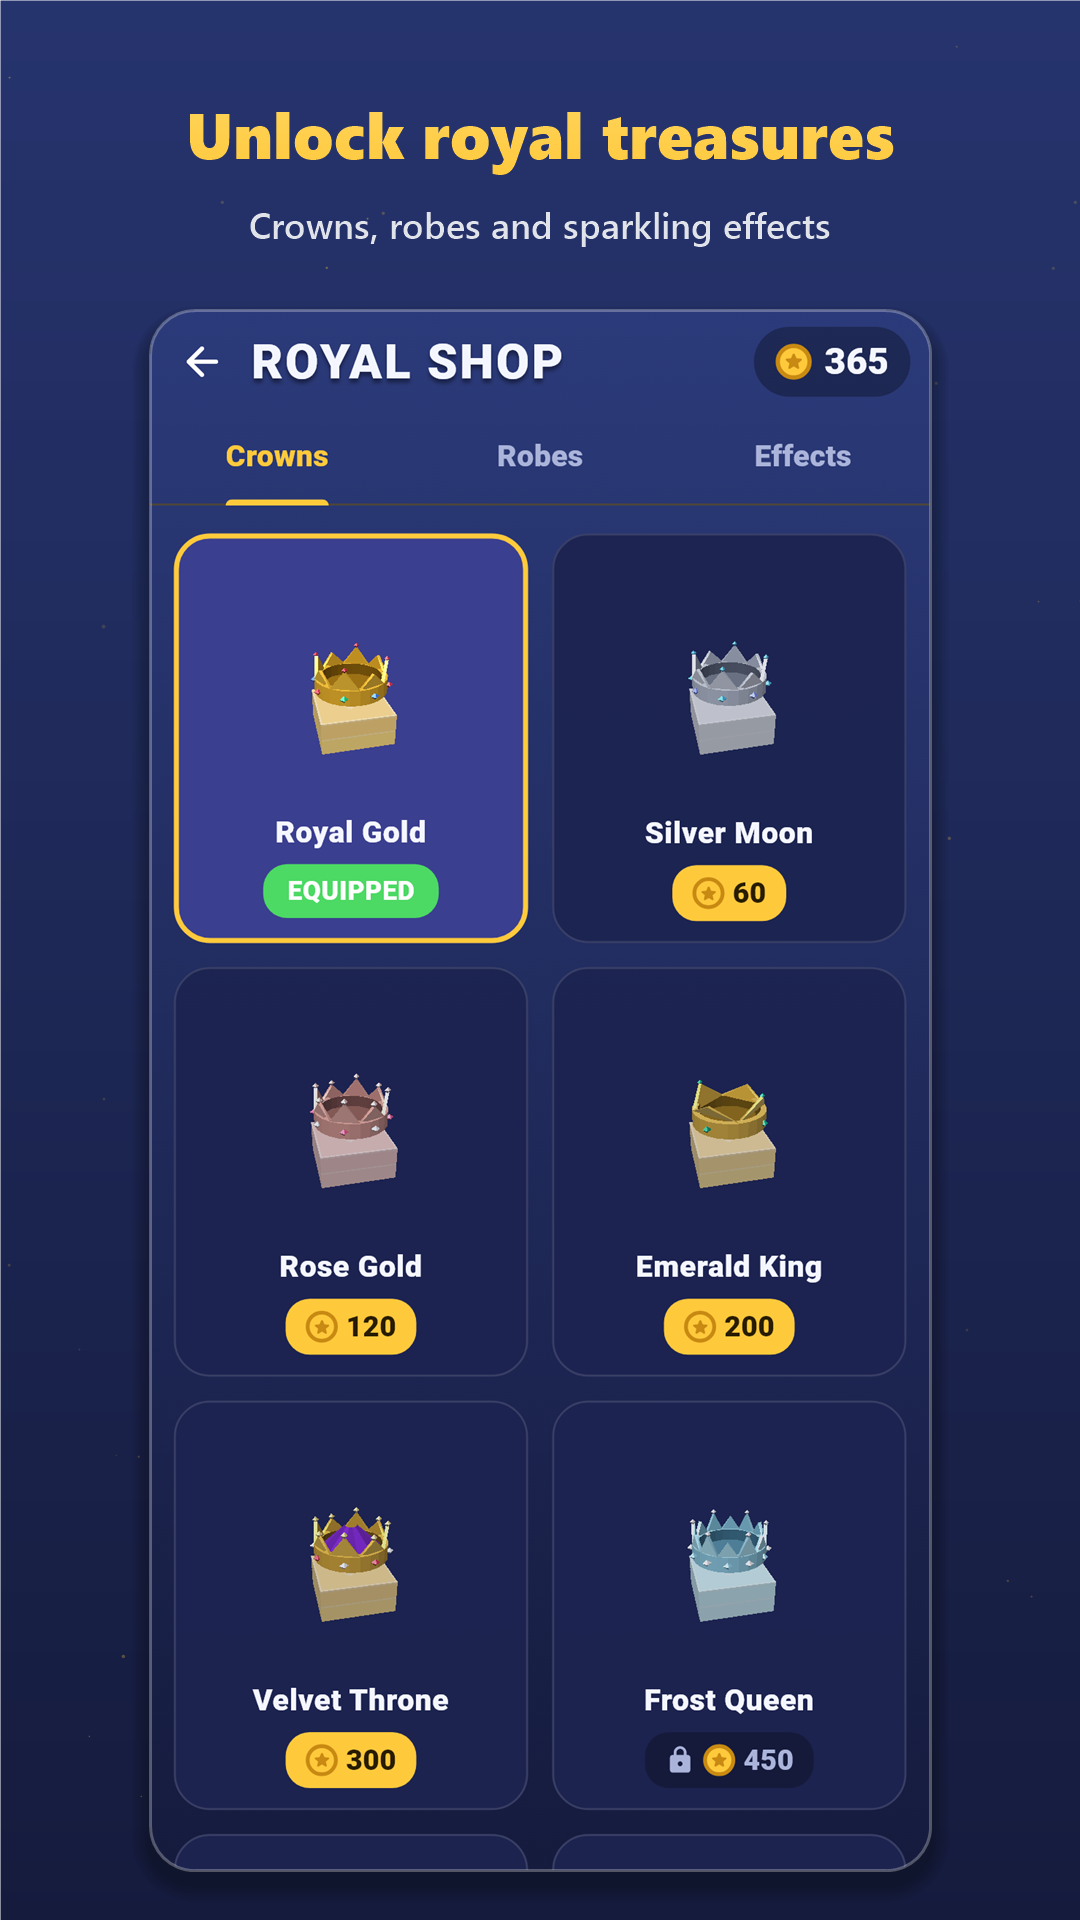 Unlock royal treasures
Crowns, robes and sparkling effects
ROYAL SHOP
365
Crowns Robes Effects
Royal Gold
EQUIPPED
Silver Moon
60
Rose Gold
120
Emerald King
200
Velvet Throne
300
Frost Queen
450